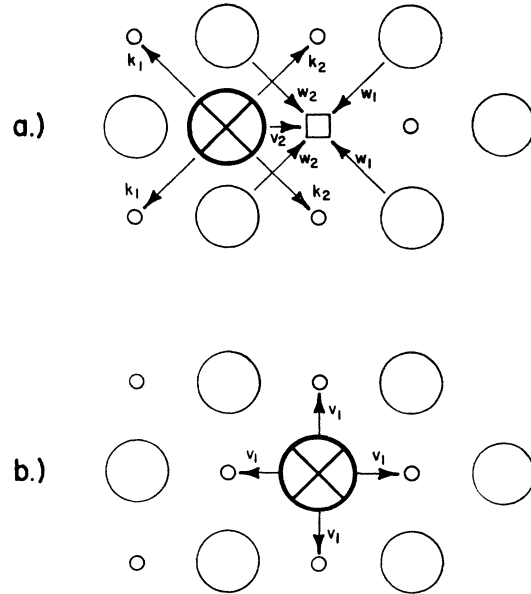 k₁ k₂
w₂ w₁
a.) v₂
w₂ w₁
k₁ k₂
v₁
b.) v₁ v₁
v₁